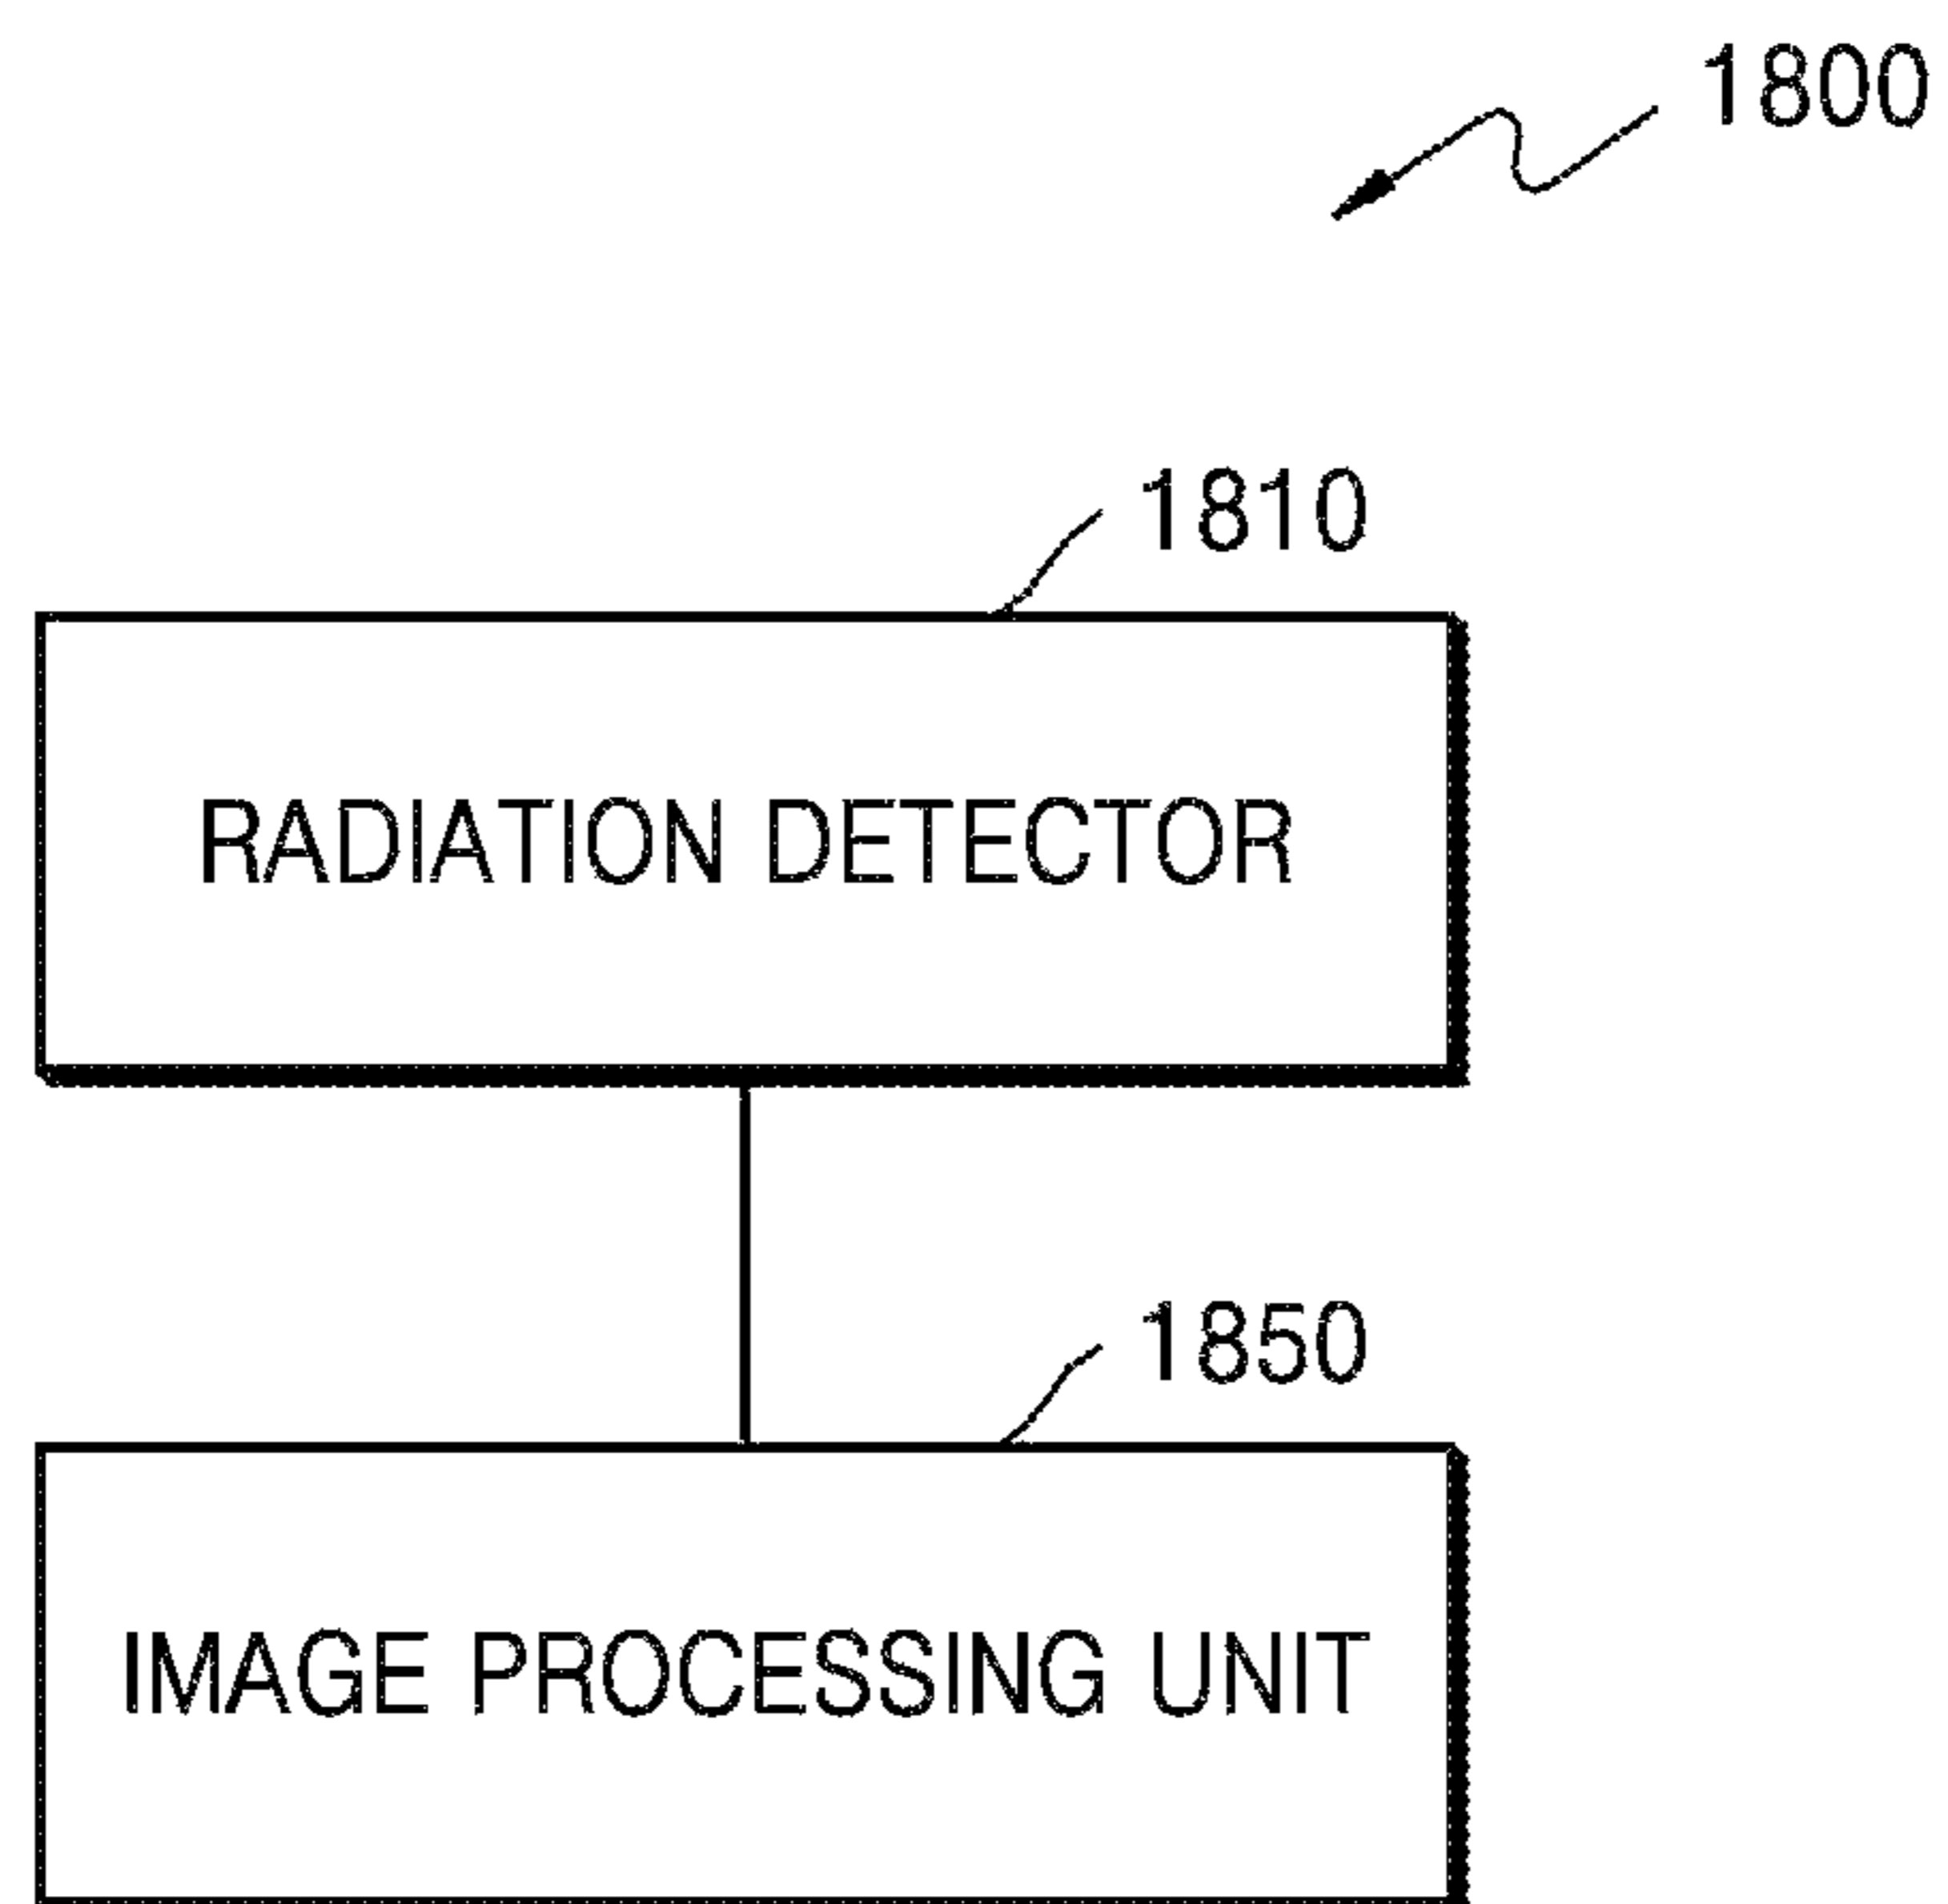 1800
1810
RADIATION DETECTOR
1850
IMAGE PROCESSING UNIT